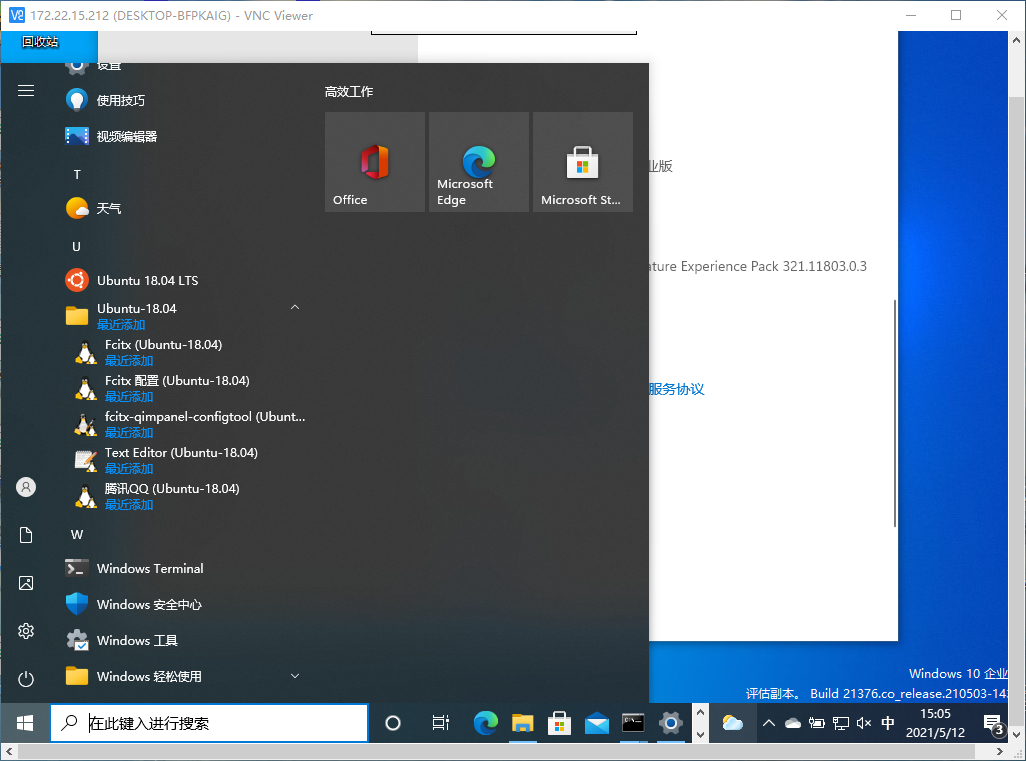 172.22.15.212 (DESKTOP-BFPKAIG) - VNC Viewer
回收站
设置
使用技巧
视频编辑器
T
天气
U
Ubuntu 18.04 LTS
Ubuntu-18.04
最近添加
Fcitx (Ubuntu-18.04)
最近添加
Fcitx 配置 (Ubuntu-18.04)
最近添加
fcitx-qimpanel-configtool (Ubunt...
最近添加
Text Editor (Ubuntu-18.04)
最近添加
腾讯QQ (Ubuntu-18.04)
最近添加
W
Windows Terminal
Windows 安全中心
Windows 工具
Windows 轻松使用
高效工作
Office
Microsoft
Edge
Microsoft St...
业版
ature Experience Pack 321.11803.0.3
服务协议
Windows 10 企业
评估副本。 Build 21376.co_release.210503-143
在此键入进行搜索
中
15:05
2021/5/12
3